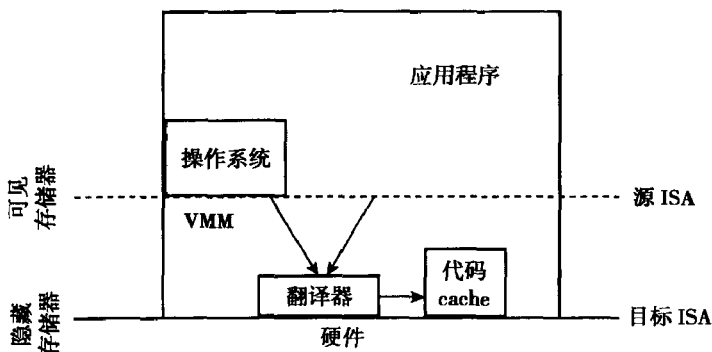 应用程序
操作系统
可见
存储器
源 ISA
VMM
代码
cache
翻译器
隐藏
存储器
目标 ISA
硬件